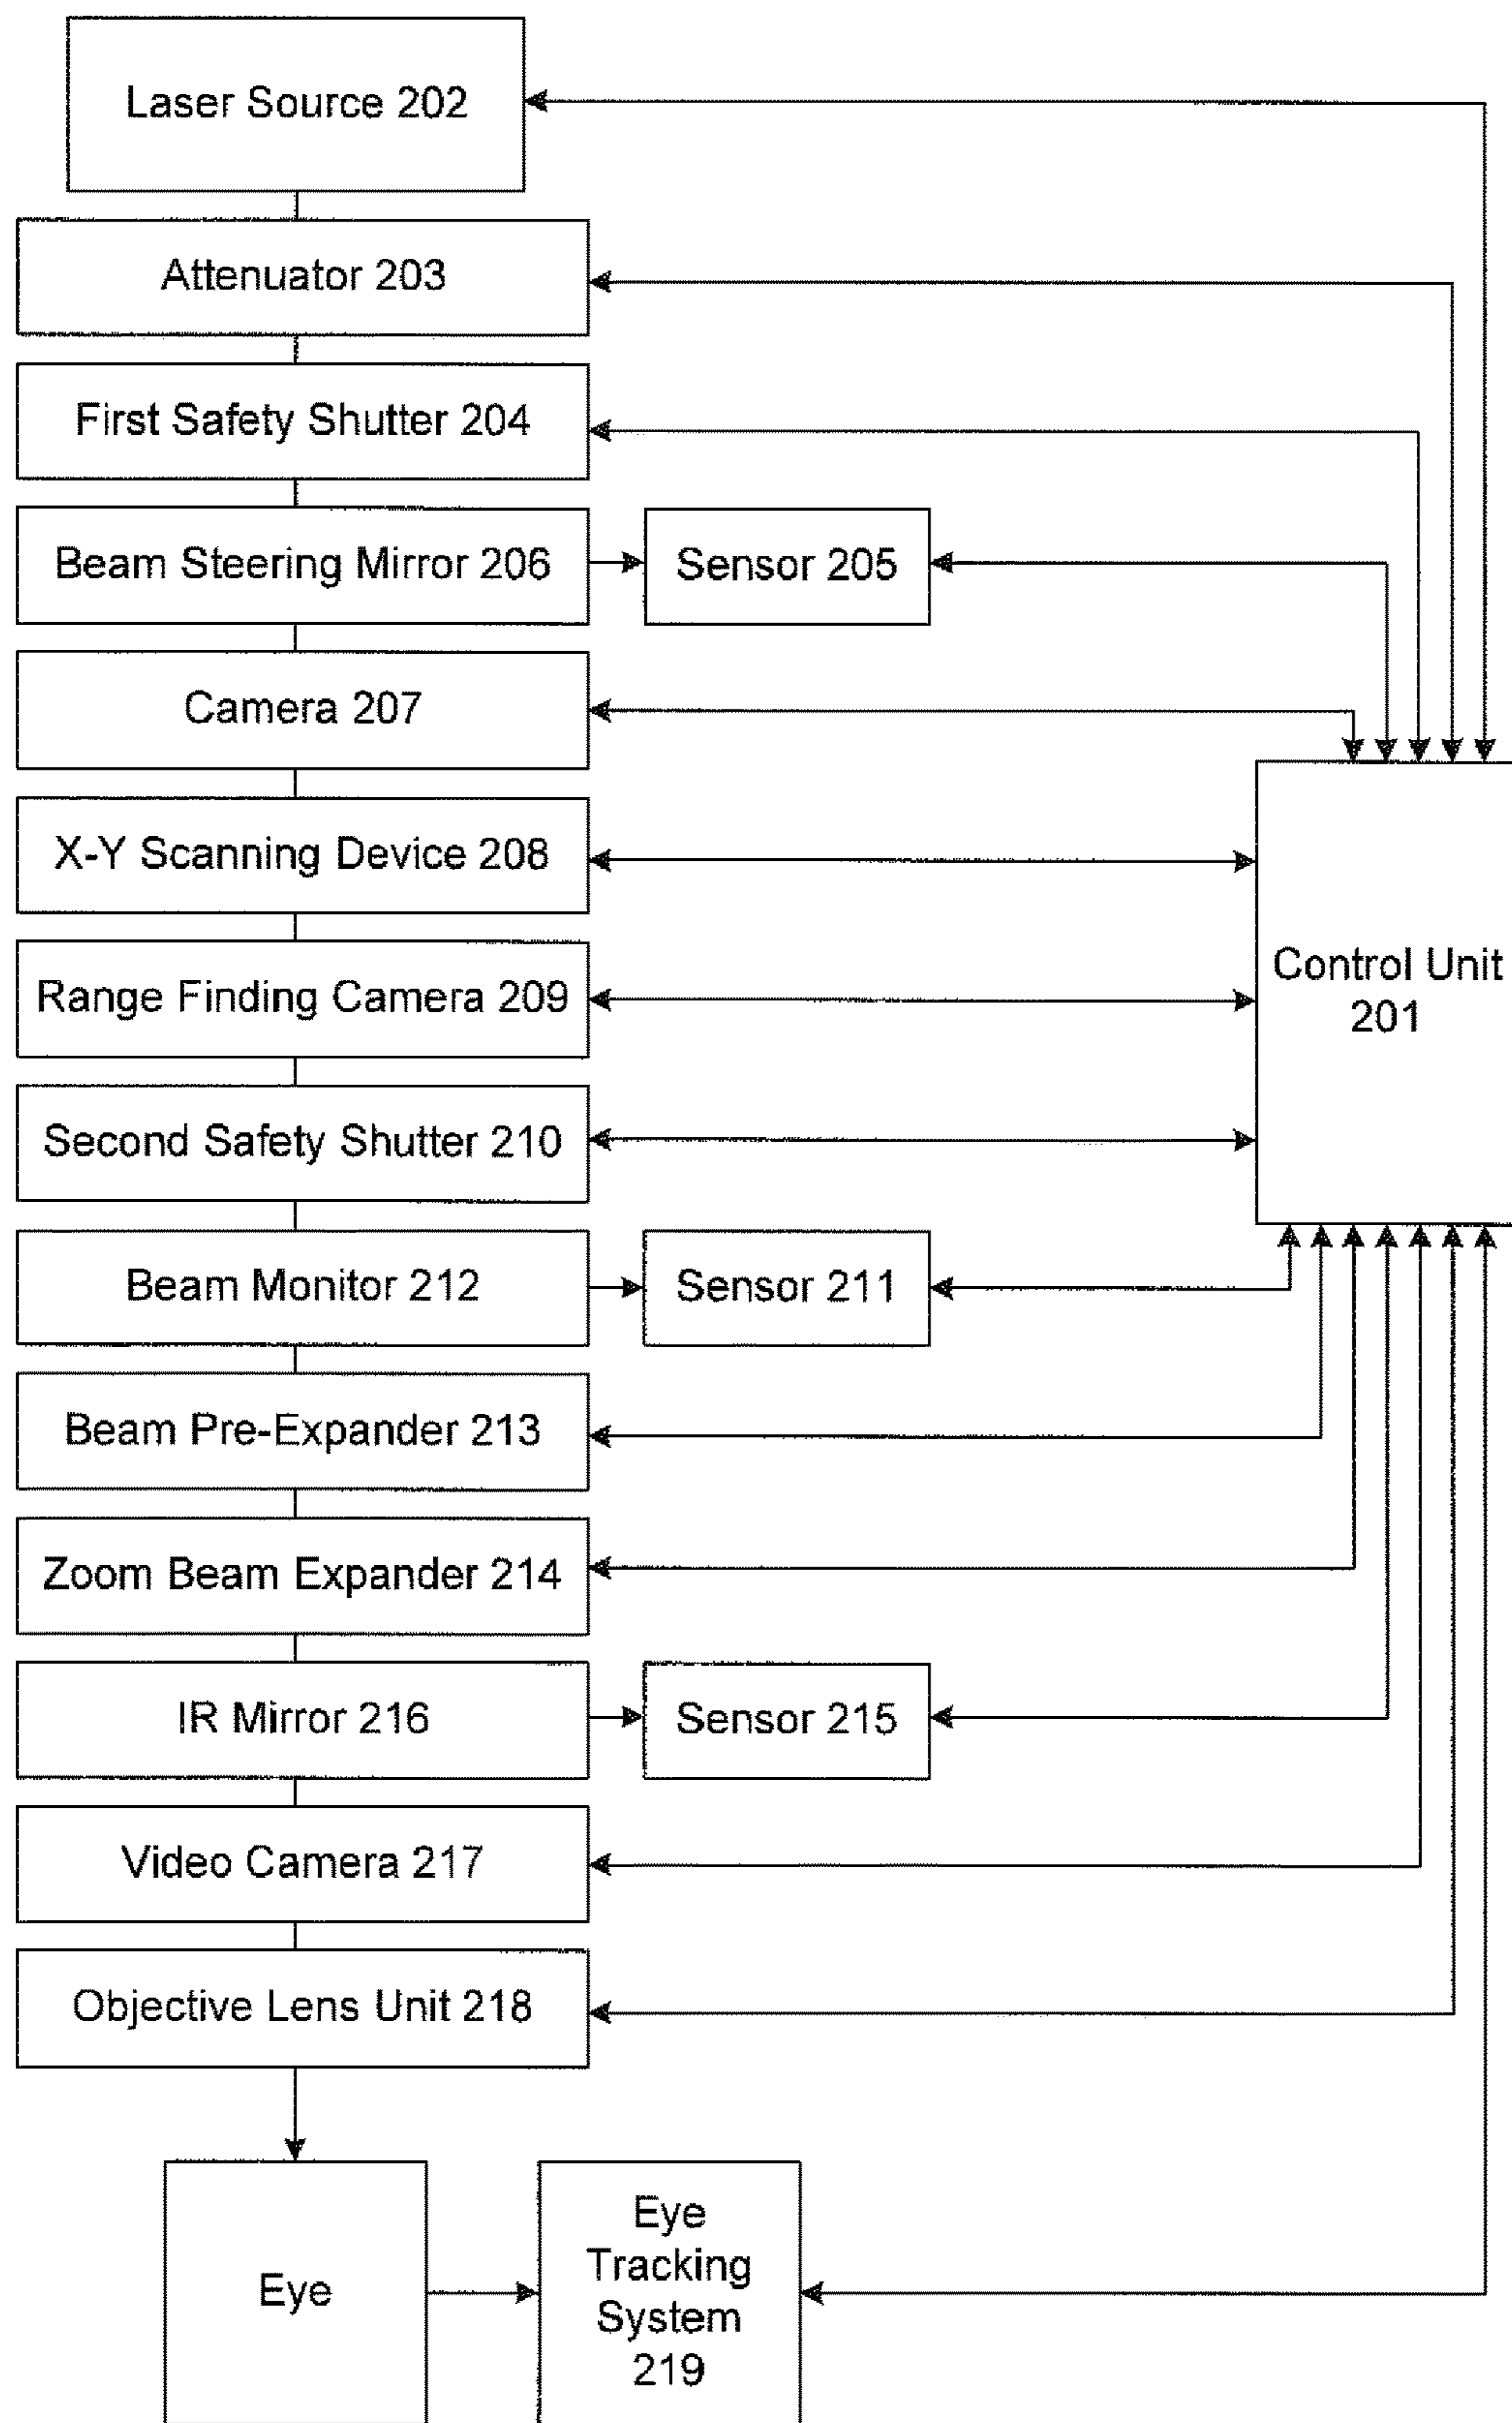 Laser Source 202
Attenuator 203
First Safety Shutter 204
Beam Steering Mirror 206
Sensor 205
Camera 207
X-Y Scanning Device 208
Range Finding Camera 209
Control Unit
201
Second Safety Shutter 210
Beam Monitor 212
Sensor 211
Beam Pre-Expander 213
Zoom Beam Expander 214
IR Mirror 216
Sensor 215
Video Camera 217
Objective Lens Unit 218
Eye
Eye
Tracking
System
219